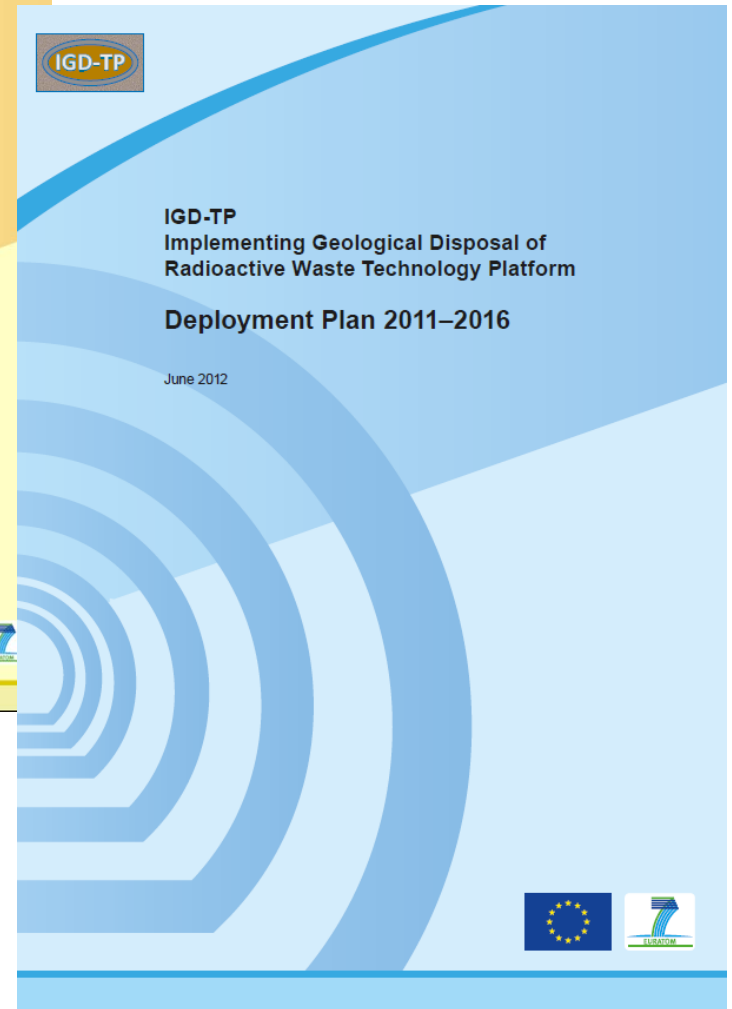 IGD-TP
IGD-TP
Implementing Geological Disposal of
Radioactive Waste Technology Platform
Deployment Plan 2011–2016
June 2012
EURATOM